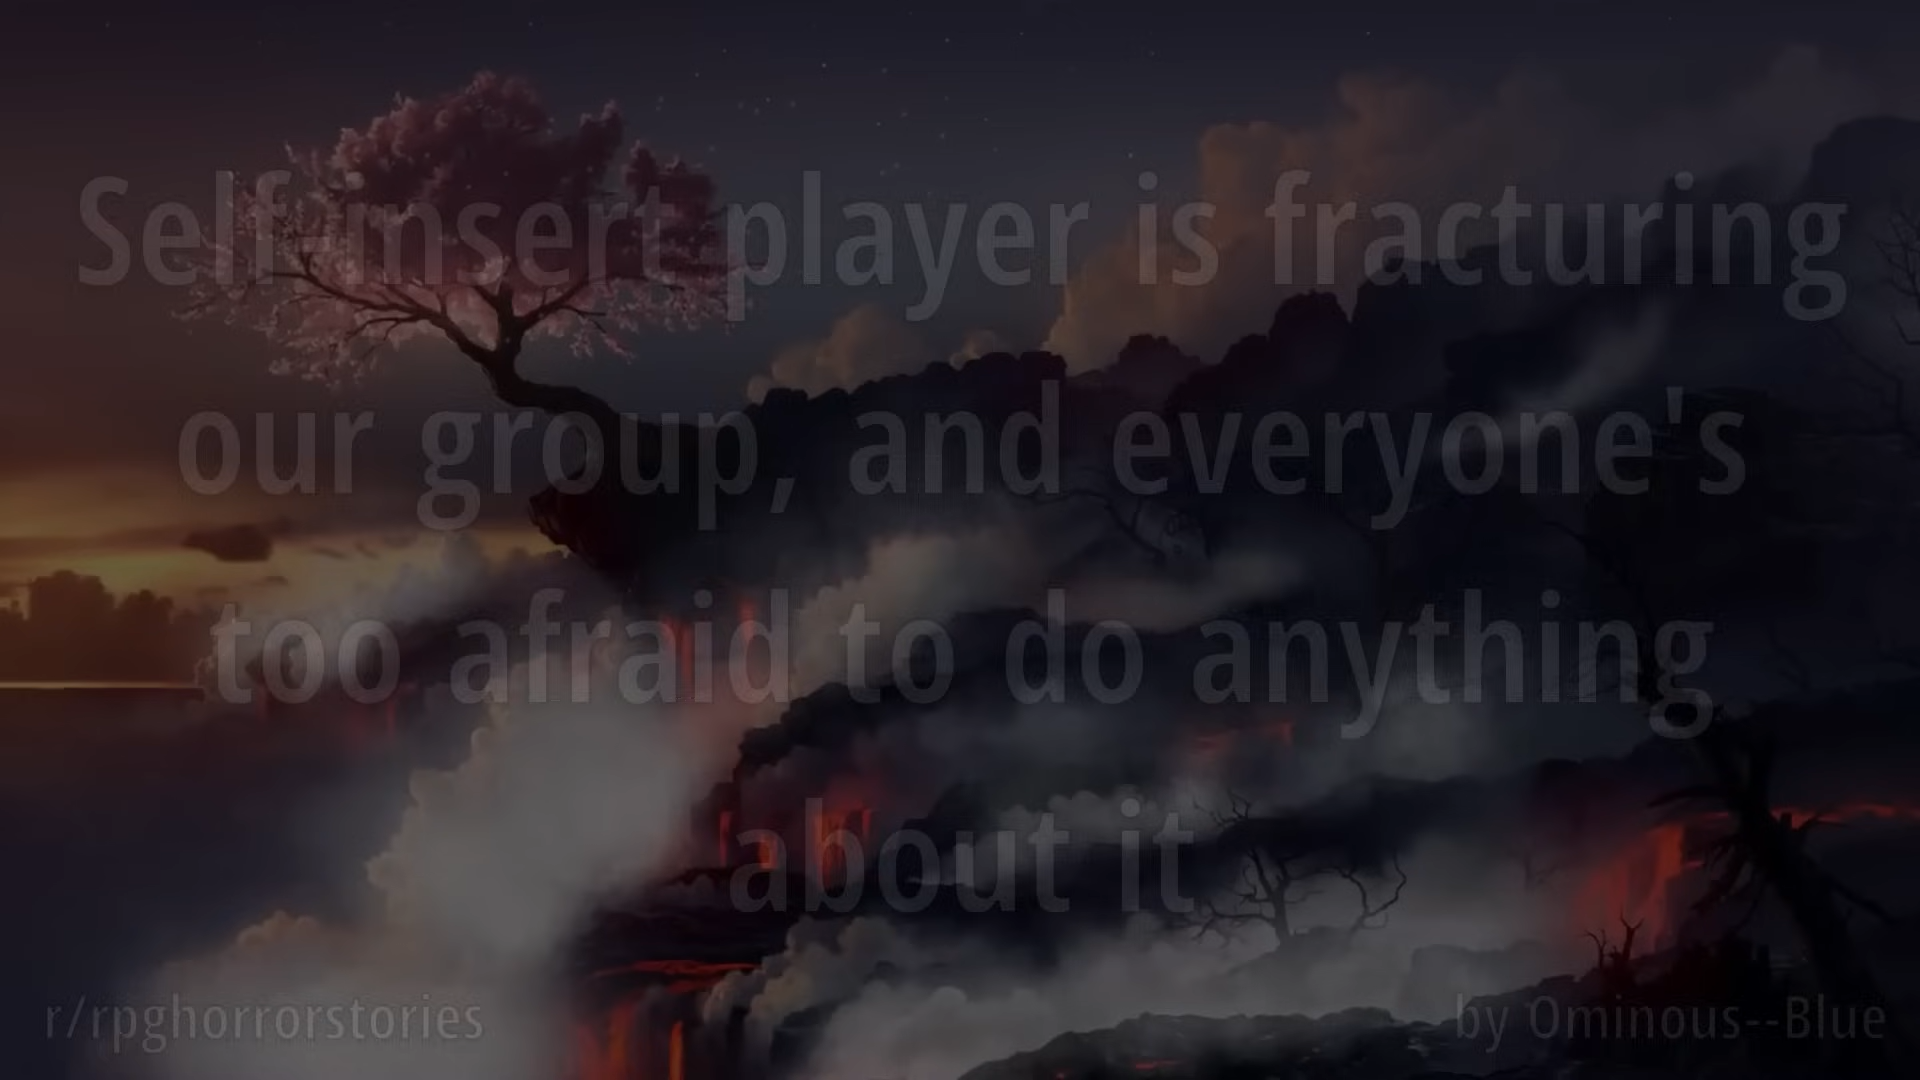 Self-insert player is fracturing
our group, and everyone's
too afraid to do anything
about it
r/rpghorrorstories
by Ominous--Blue